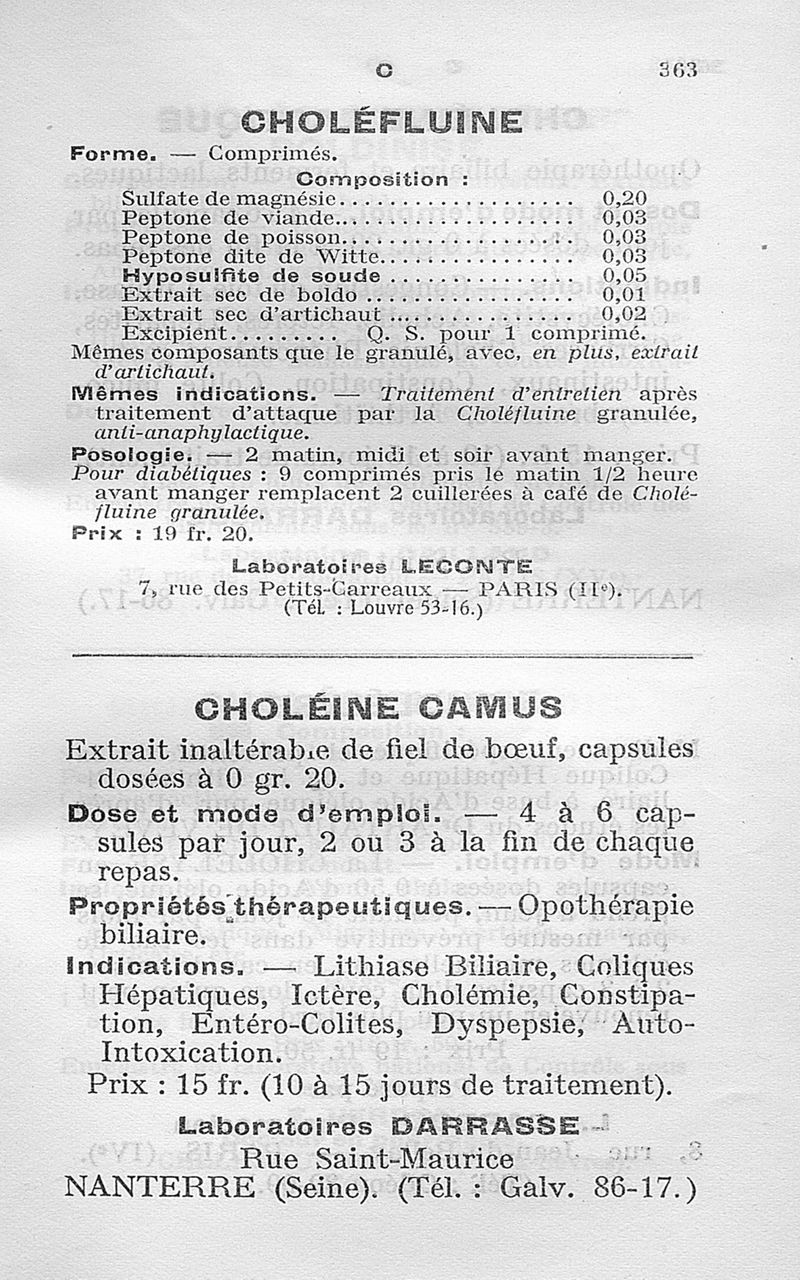 C 363
CHOLÉFLUINE
Forme. — Comprimés.
Composition :
Sulfate de magnésie.................... 0,20
Peptone de viande.................... 0,03
Peptone de poisson.................... 0,03
Peptone dite de Witte................ 0,03
Hyposulfite de soude ................ 0,05
Extrait sec de boldo .................. 0,01
Extrait sec d'artichaut ................ 0,02
Excipient......... Q. S. pour 1 comprimé.
Mêmes composants que le granulé, avec, en plus, extrait
d'artichaut.
Mêmes indications. — Traitement d'entretien après
traitement d'attaque par la Choléfluine granulée,
anti-anaphylactique.
Posologie. — 2 matin, midi et soir avant manger.
Pour diabétiques : 9 comprimés pris le matin 1/2 heure
avant manger remplacent 2 cuillerées à café de Cholé-
fluine granulée.
Prix : 19 fr. 20.
Laboratoires LECONTE
7, rue des Petits-Carreaux — PARIS (IIe).
(Tél. : Louvre 53-16.)
CHOLÉINE CAMUS
Extrait inaltérable de fiel de bœuf, capsules
dosées à 0 gr. 20.
Dose et mode d'emploi. — 4 à 6 cap-
sules par jour, 2 ou 3 à la fin de chaque
repas.
Propriétés thérapeutiques. — Opothérapie
biliaire.
Indications. — Lithiase Biliaire, Coliques
Hépatiques, Ictère, Cholémie, Constipa-
tion, Entéro-Colites, Dyspepsie, Auto-
Intoxication.
Prix : 15 fr. (10 à 15 jours de traitement).
Laboratoires DARRASSE
Rue Saint-Maurice
NANTERRE (Seine). (Tél. : Galv. 86-17.)